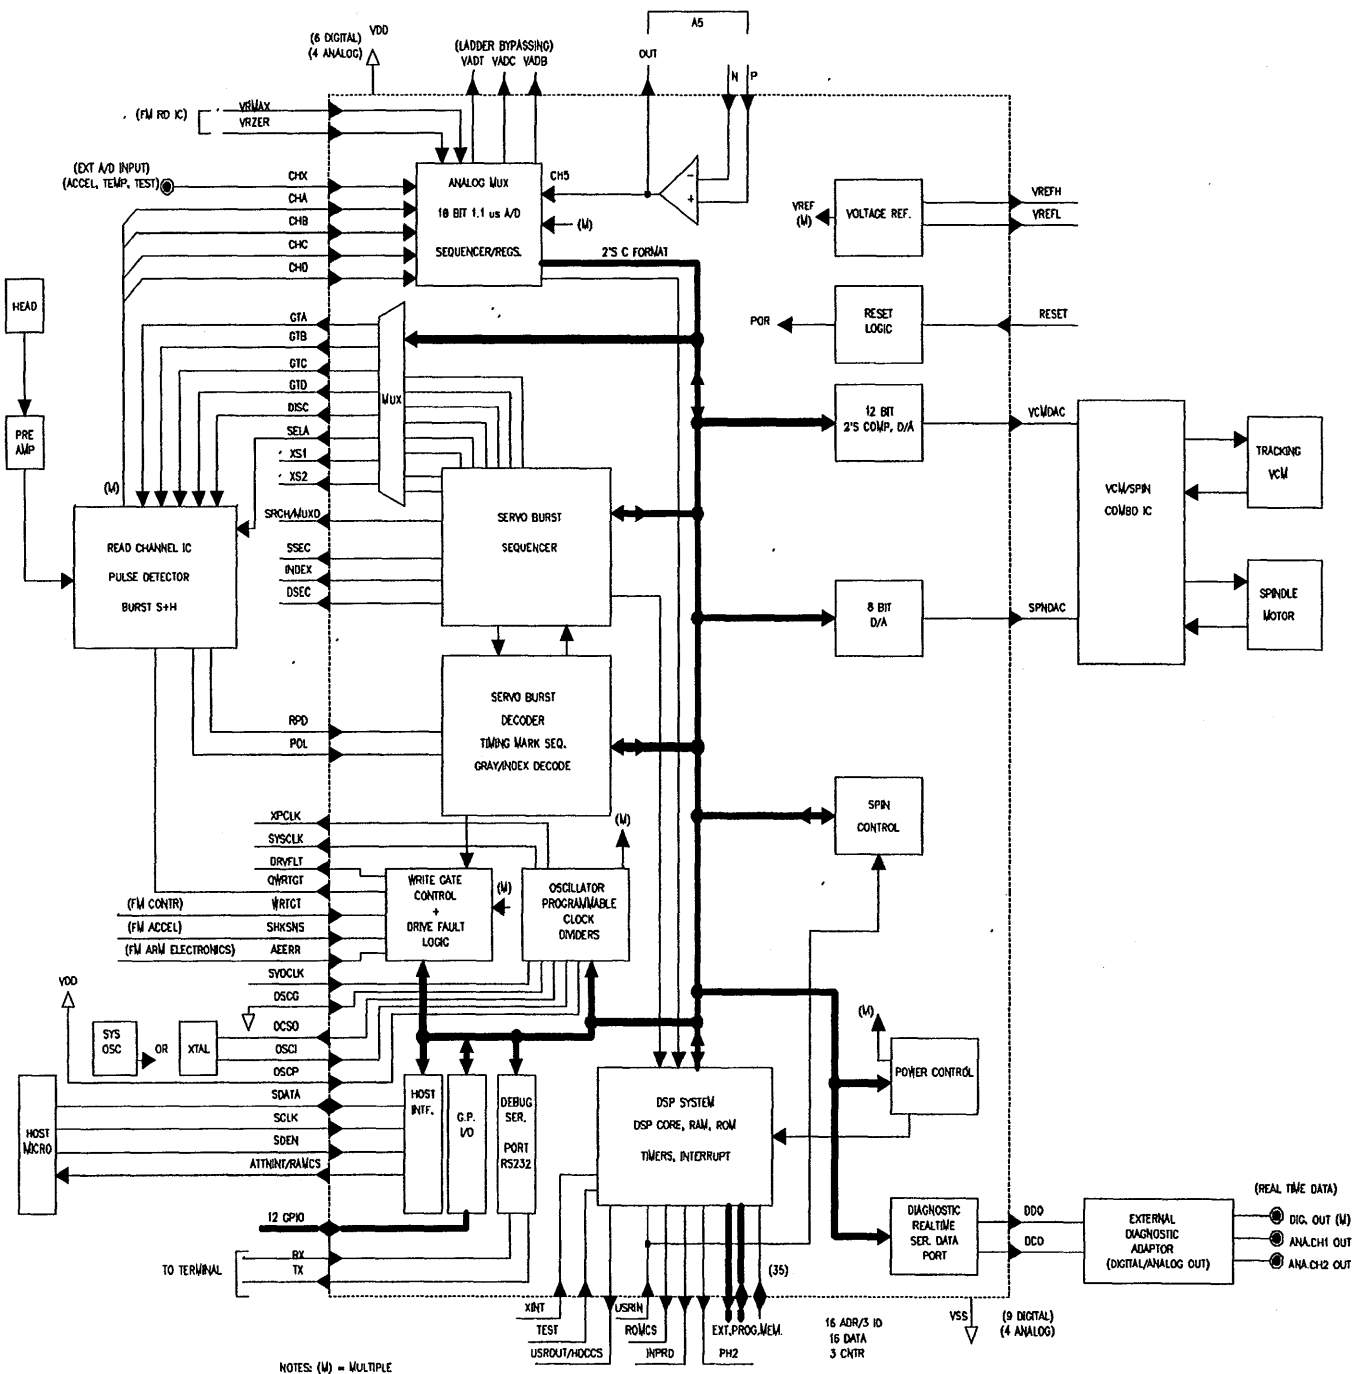 A5
(6 DIGITAL) VDD
(4 ANALOG)
(LADDER BYPASSING)
VADT VADC VADB
OUT
N P
(FM RD IC)
VRMAX
VRZER
(EXT A/D INPUT)
(ACCEL, TEMP, TEST)
CHX
CHA
CHB
CHC
CHD
ANALOG MUX
10 BIT 1.1 us A/D
SEQUENCER/REGS.
CH5
(M)
- +
2'S C FORMAT
VREF
(M)
VOLTAGE REF.
VREFH
VREFL
POR
RESET
LOGIC
RESET
HEAD
PRE
AMP
(M)
GTA
GTB
GTC
GTD
DISC
SELA
XS1
XS2
SRCH/MUXO
SSEC
INDEX
DSEC
MUX
READ CHANNEL IC
PULSE DETECTOR
BURST S+H
SERVO BURST
SEQUENCER
12 BIT
2'S COMP, D/A
VCMDAC
VCM/SPIN
COMBO IC
TRACKING
VCM
8 BIT
D/A
SPNDAC
SPINDLE
MOTOR
SERVO BURST
DECODER
TIMING MARK SEQ.
GRAY/INDEX DECODE
RPD
POL
SPIN
CONTROL
XPCLK
SYSCLK
DRVFLT
QWRTGT
(FM CONTR) WRTGT
(FM ACCEL) SHKSNS
(FM ARM ELECTRONICS) AEERR
SVOCLK
OSCG
OCSO
OSCI
OSCP
WRITE GATE
CONTROL
+
DRIVE FAULT
LOGIC
(M)
(M)
OSCILLATOR
PROGRAMMABLE
CLOCK
DIVIDERS
VDD
SYS
OSC
OR
XTAL
HOST
MICRO
SDATA
SCLK
SDEN
ATTNINT/RAMCS
HOST
INTF.
G.P.
I/O
DEBUG
SER.
PORT
RS232
DSP SYSTEM
DSP CORE, RAM, ROM
TIMERS, INTERRUPT
(M)
POWER CONTROL
12 GPIO
TO TERMINAL
RX
TX
DIAGNOSTIC
REALTIME
SER. DATA
PORT
DDO
DCO
EXTERNAL
DIAGNOSTIC
ADAPTOR
(DIGITAL/ANALOG OUT)
(REAL TIME DATA)
DIG. OUT (M)
ANA.CH1 OUT
ANA.CH2 OUT
(35)
XINT
TEST
USROUT/HDCCS
USRIN
ROMCS
INPRD
PH2
EXT.PROG.MEM.
16 ADR/3 IO
16 DATA
3 CNTR
VSS
(9 DIGITAL)
(4 ANALOG)
NOTES: (M) = MULTIPLE